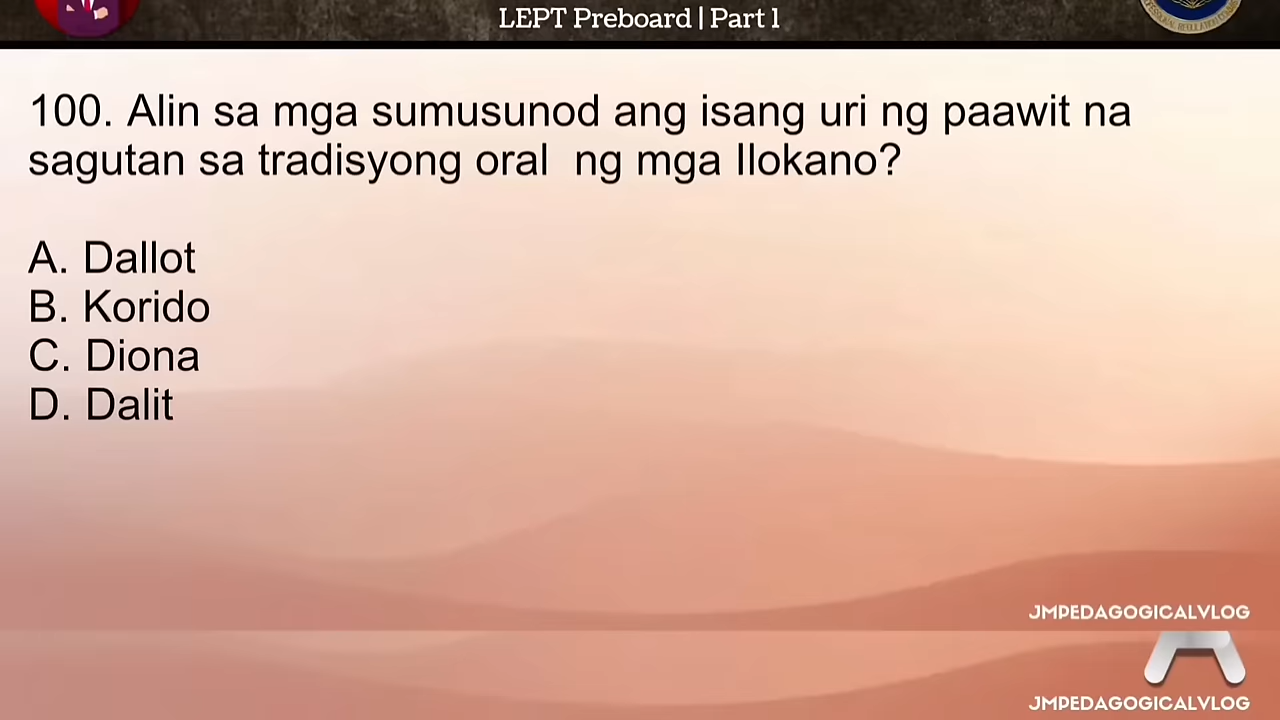 LEPT Preboard | Part 1
100. Alin sa mga sumusunod ang isang uri ng paawit na
sagutan sa tradisyong oral  ng mga Ilokano?
A. Dallot
B. Korido
C. Diona
D. Dalit
JMPEDAGOGICALVLOG
JMPEDAGOGICALVLOG